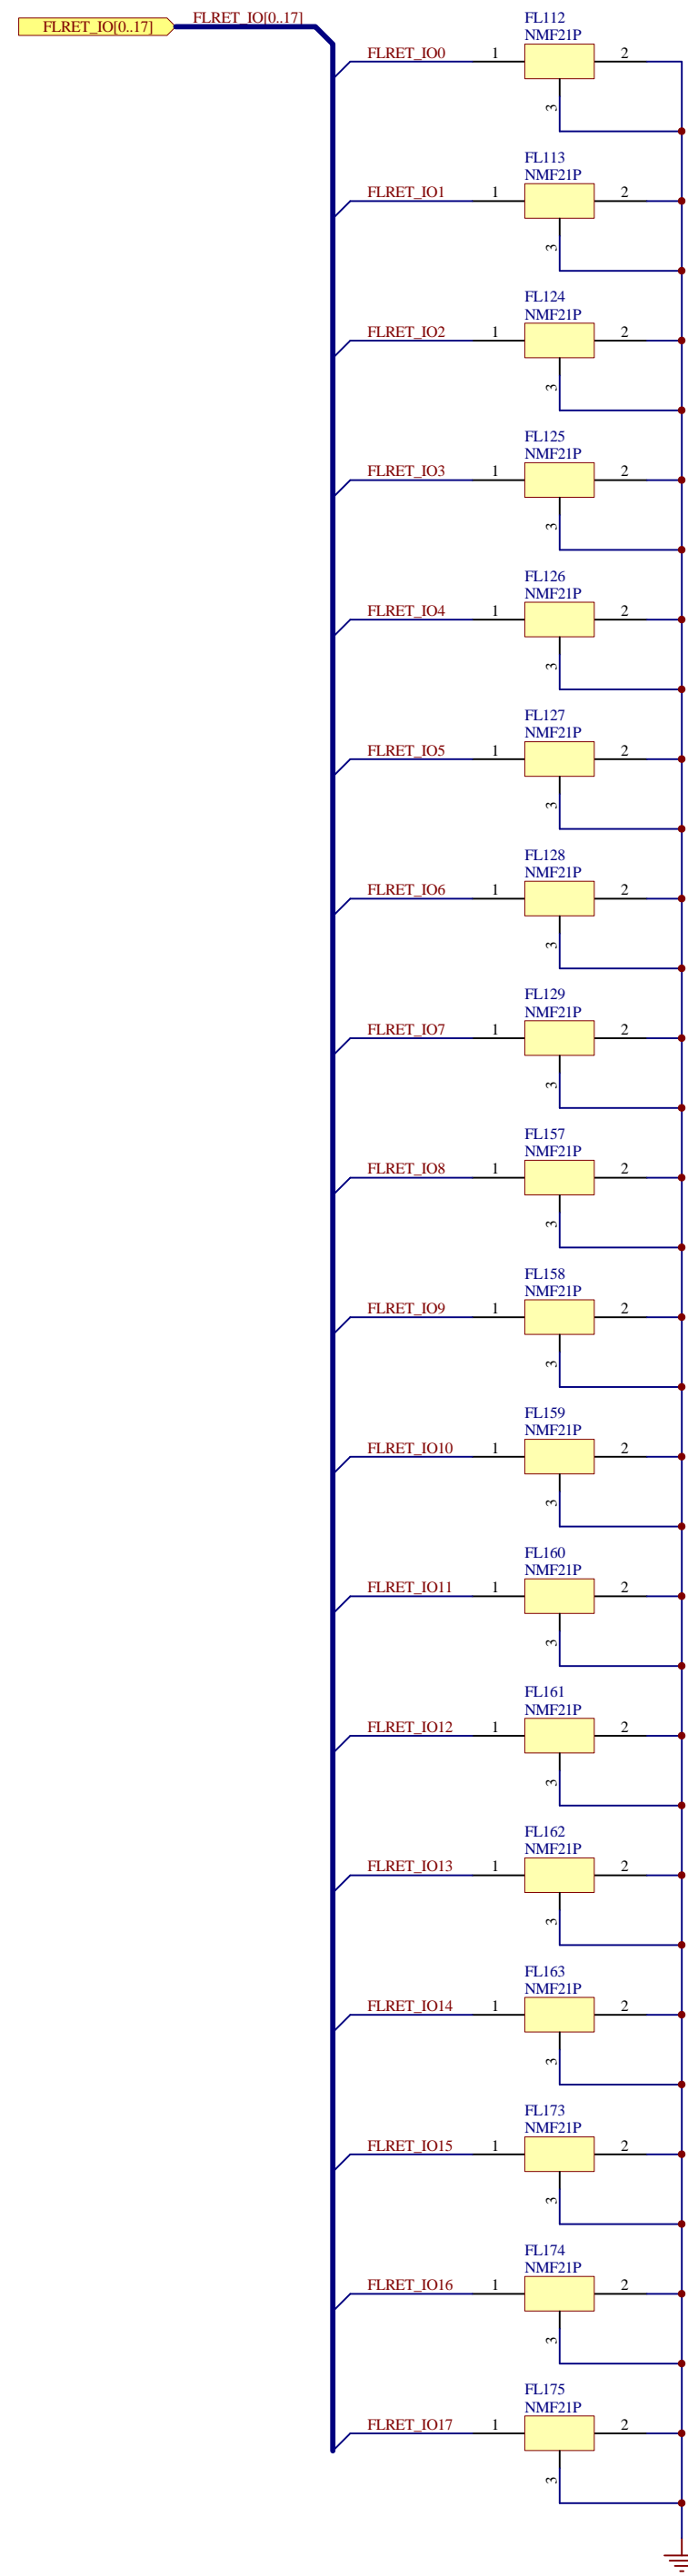 FLRET_IO[0..17]
FLRET_IO[0..17]
FL112
NMF21P
FLRET_IO0 1 2
3
FL113
NMF21P
FLRET_IO1 1 2
3
FL124
NMF21P
FLRET_IO2 1 2
3
FL125
NMF21P
FLRET_IO3 1 2
3
FL126
NMF21P
FLRET_IO4 1 2
3
FL127
NMF21P
FLRET_IO5 1 2
3
FL128
NMF21P
FLRET_IO6 1 2
3
FL129
NMF21P
FLRET_IO7 1 2
3
FL157
NMF21P
FLRET_IO8 1 2
3
FL158
NMF21P
FLRET_IO9 1 2
3
FL159
NMF21P
FLRET_IO10 1 2
3
FL160
NMF21P
FLRET_IO11 1 2
3
FL161
NMF21P
FLRET_IO12 1 2
3
FL162
NMF21P
FLRET_IO13 1 2
3
FL163
NMF21P
FLRET_IO14 1 2
3
FL173
NMF21P
FLRET_IO15 1 2
3
FL174
NMF21P
FLRET_IO16 1 2
3
FL175
NMF21P
FLRET_IO17 1 2
3